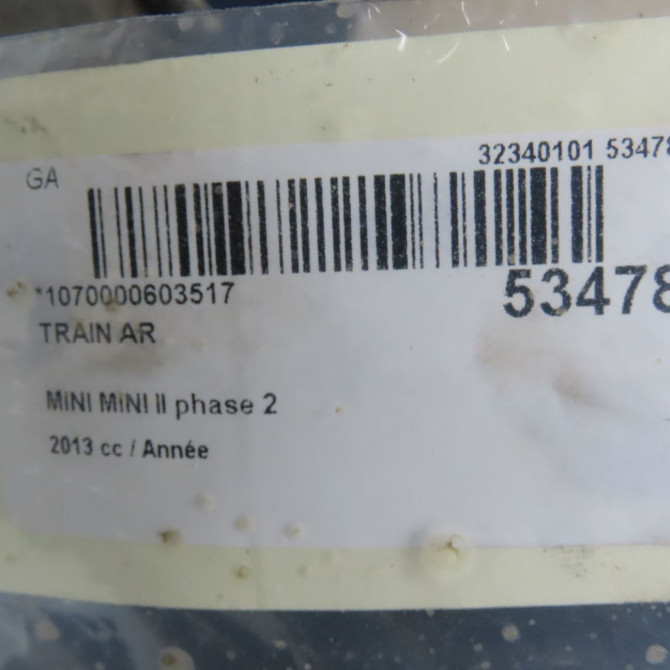 32340101 53478
GA
*1070000603517
53478
TRAIN AR
MINI MINI II phase 2
2013 cc / Année